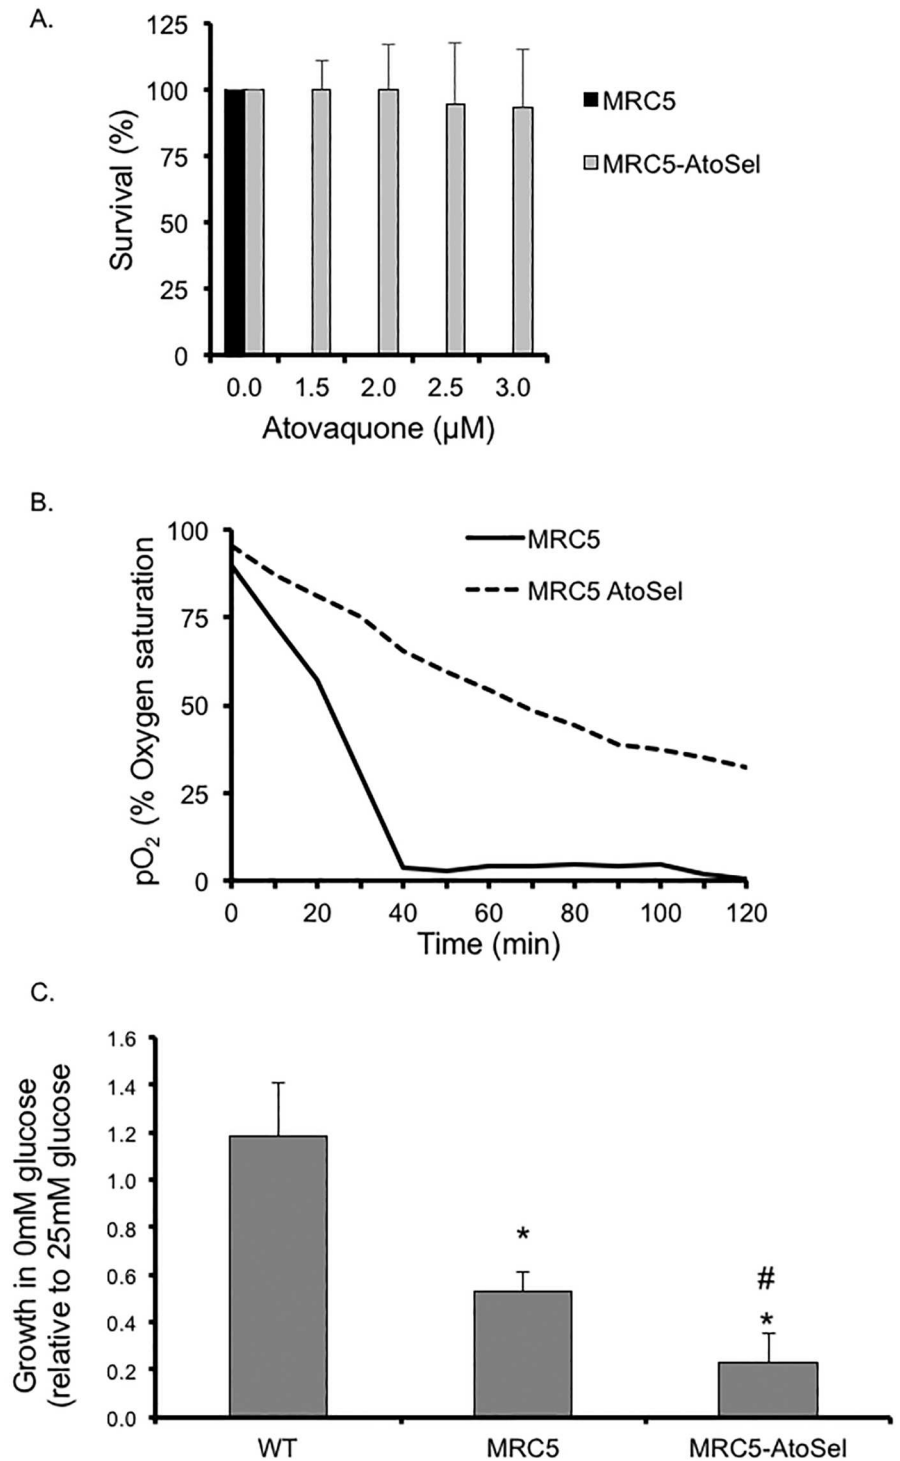 A.
Survival (%)
125
100
75
50
25
0
0.0 1.5 2.0 2.5 3.0
Atovaquone (µM)
MRC5
MRC5-AtoSel
B.
pO2 (% Oxygen saturation
100
75
50
25
0
0 20 40 60 80 100 120
Time (min)
MRC5
MRC5 AtoSel
C.
Growth in 0mM glucose
(relative to 25mM glucose
1.6
1.4
1.2
1.0
0.8
0.6
0.4
0.2
0.0
*
#
*
WT MRC5 MRC5-AtoSel